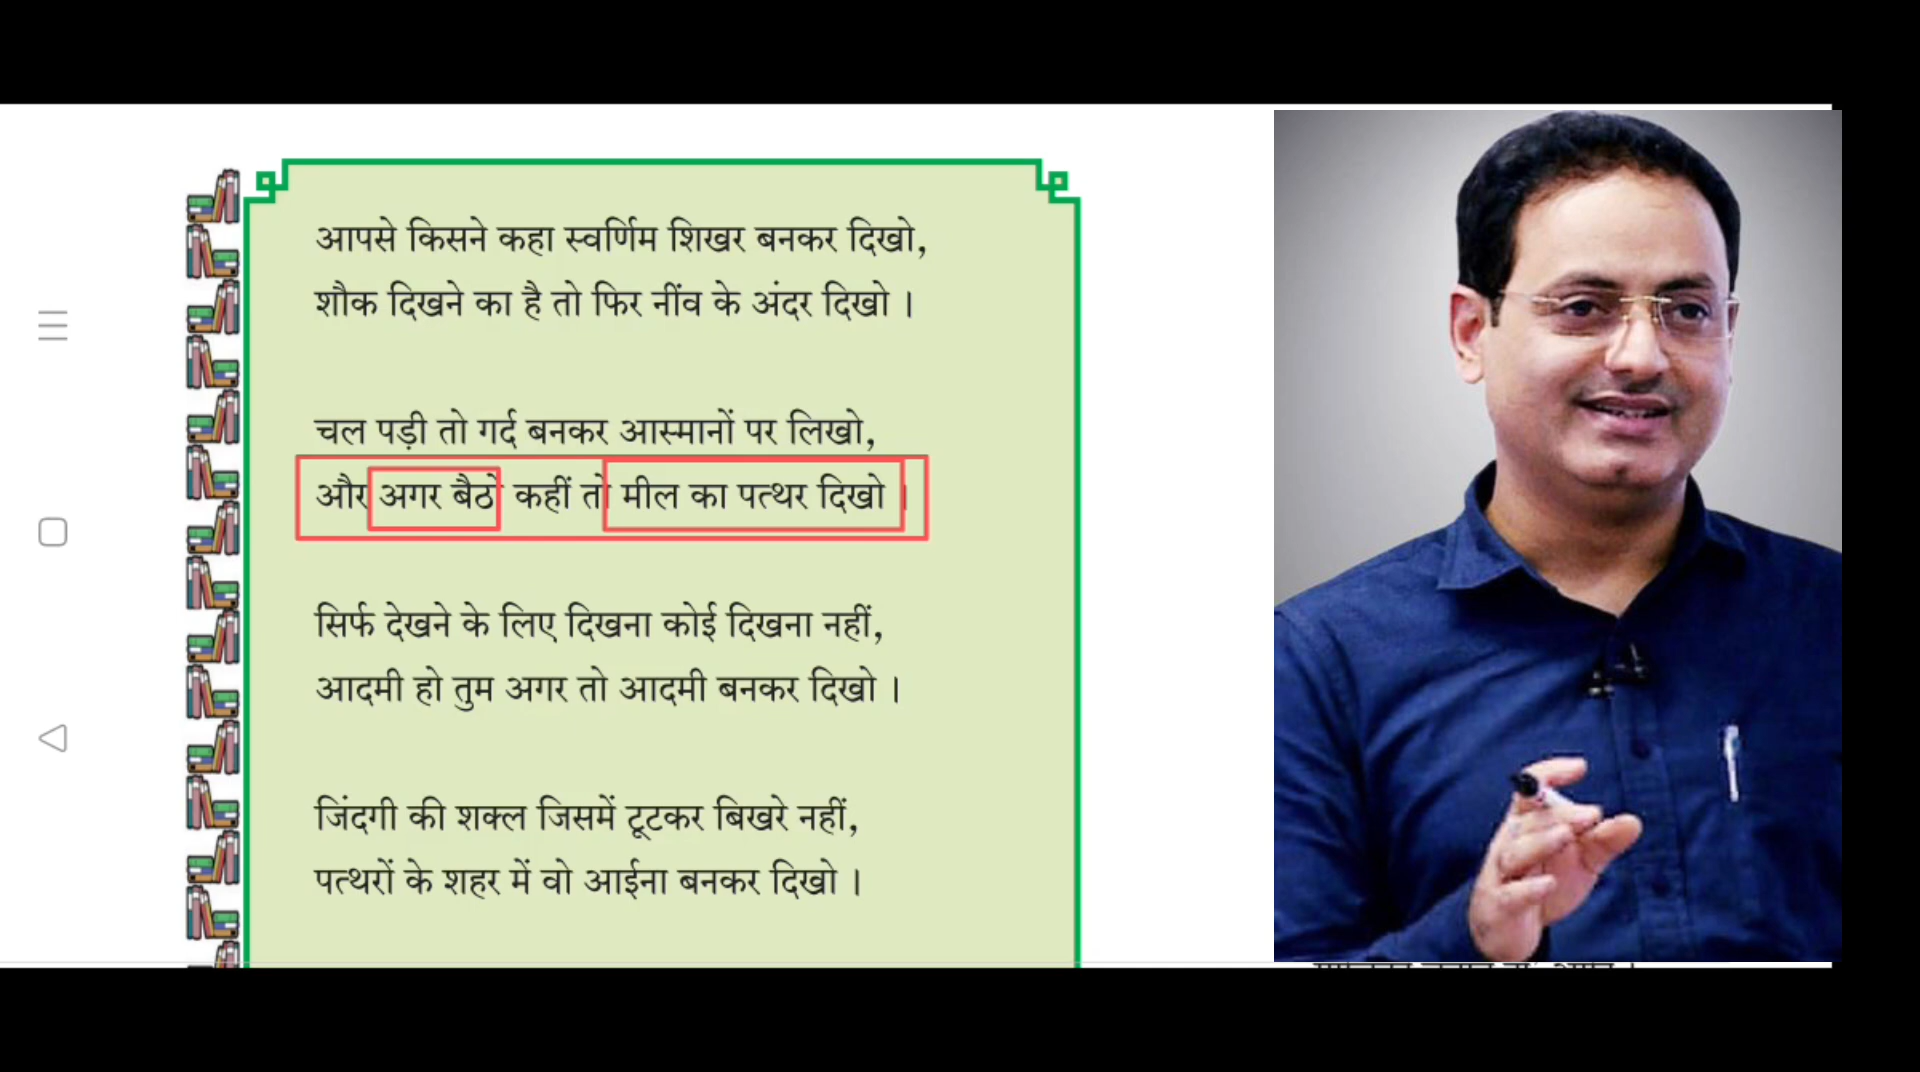 आपसे किसने कहा स्वर्णिम शिखर बनकर दिखो,
शौक दिखने का है तो फिर नींव के अंदर दिखो ।
चल पड़ी तो गर्द बनकर आस्मानों पर लिखो,
और अगर बैठो कहीं तो मील का पत्थर दिखो ।
सिर्फ देखने के लिए दिखना कोई दिखना नहीं,
आदमी हो तुम अगर तो आदमी बनकर दिखो ।
जिंदगी की शक्ल जिसमें टूटकर बिखरे नहीं,
पत्थरों के शहर में वो आईना बनकर दिखो ।